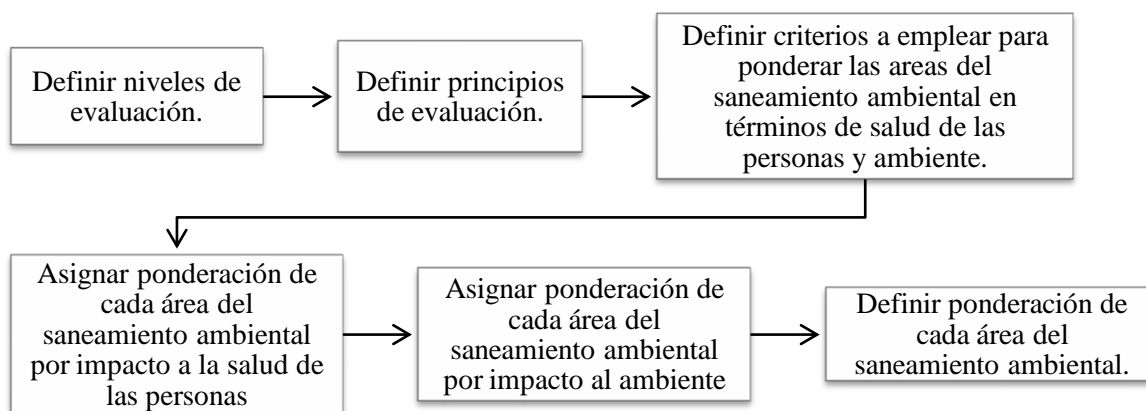 Definir niveles de
evaluación.
Definir principios
de evaluación.
Definir criterios a emplear para
ponderar las areas del
saneamiento ambiental en
términos de salud de las
personas y ambiente.
Asignar ponderación de
cada área del
saneamiento ambiental
por impacto a la salud de
las personas
Asignar ponderación de
cada área del
saneamiento ambiental
por impacto al ambiente
Definir ponderación de
cada área del
saneamiento ambiental.